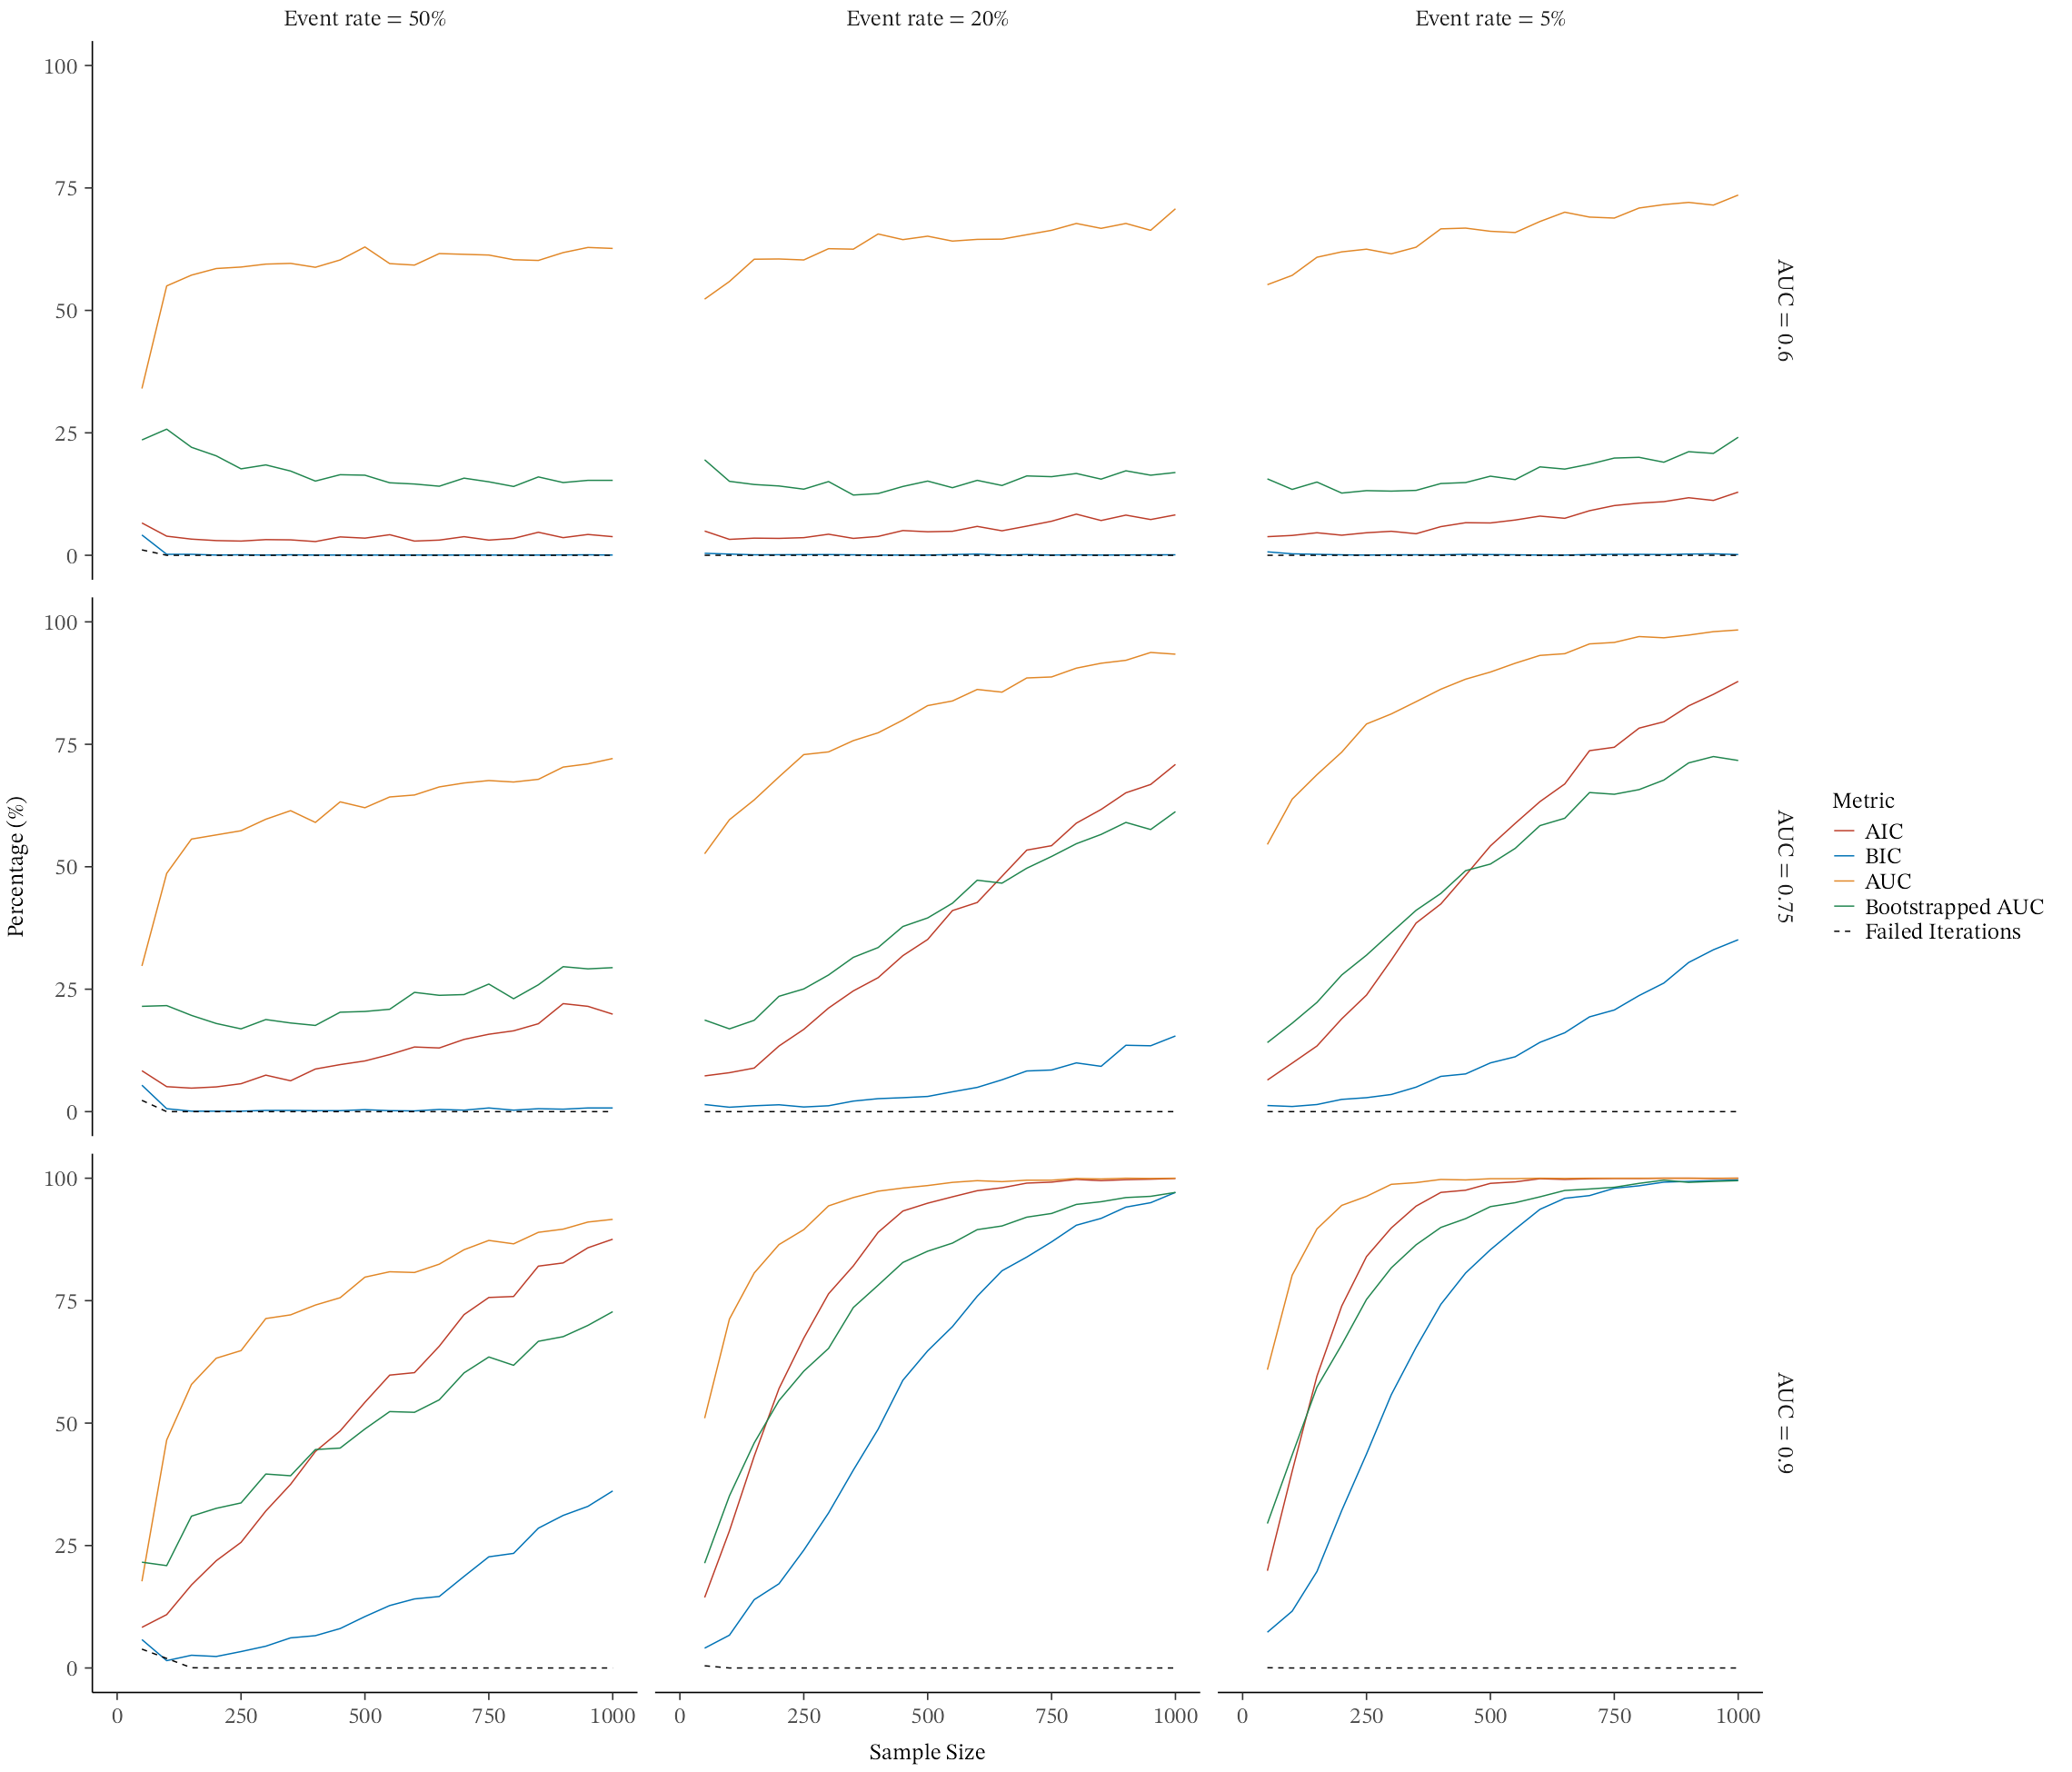 Event rate = 50%
Event rate = 20%
Event rate = 5%
100
75
50
25
0
AUC = 0.6
100
75
50
25
0
AUC = 0.75
100
75
50
25
0
AUC = 0.9
Percentage (%)
0 250 500 750 1000
0 250 500 750 1000
0 250 500 750 1000
Sample Size
Metric
AIC
BIC
AUC
Bootstrapped AUC
Failed Iterations